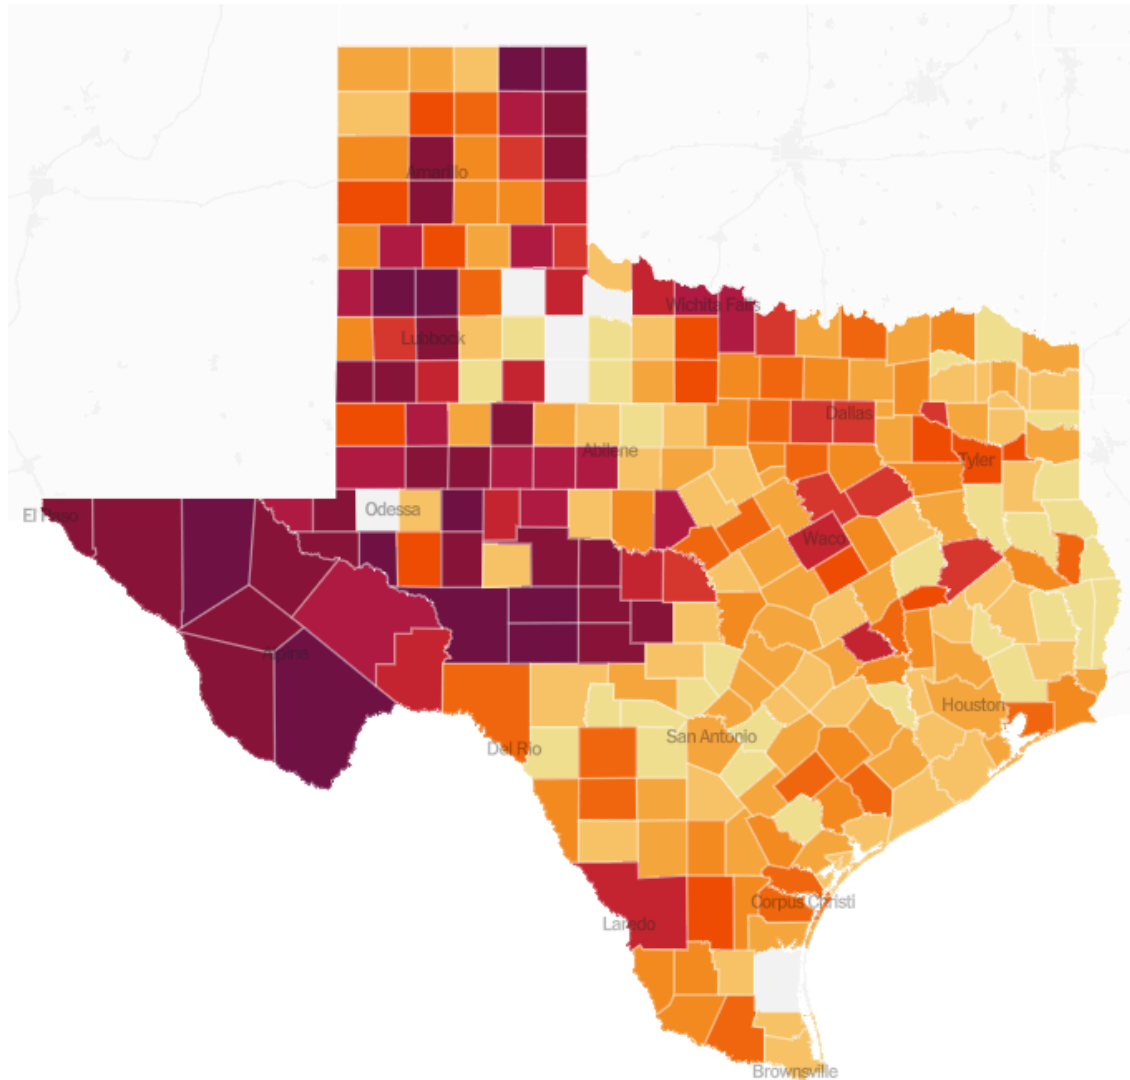 Amarillo
Wichita Falls
Lubbock
Dallas
Abilene
Tyler
Odessa
El Paso
Waco
Alpine
Houston
San Antonio
Del Rio
Corpus Christi
Laredo
Brownsville